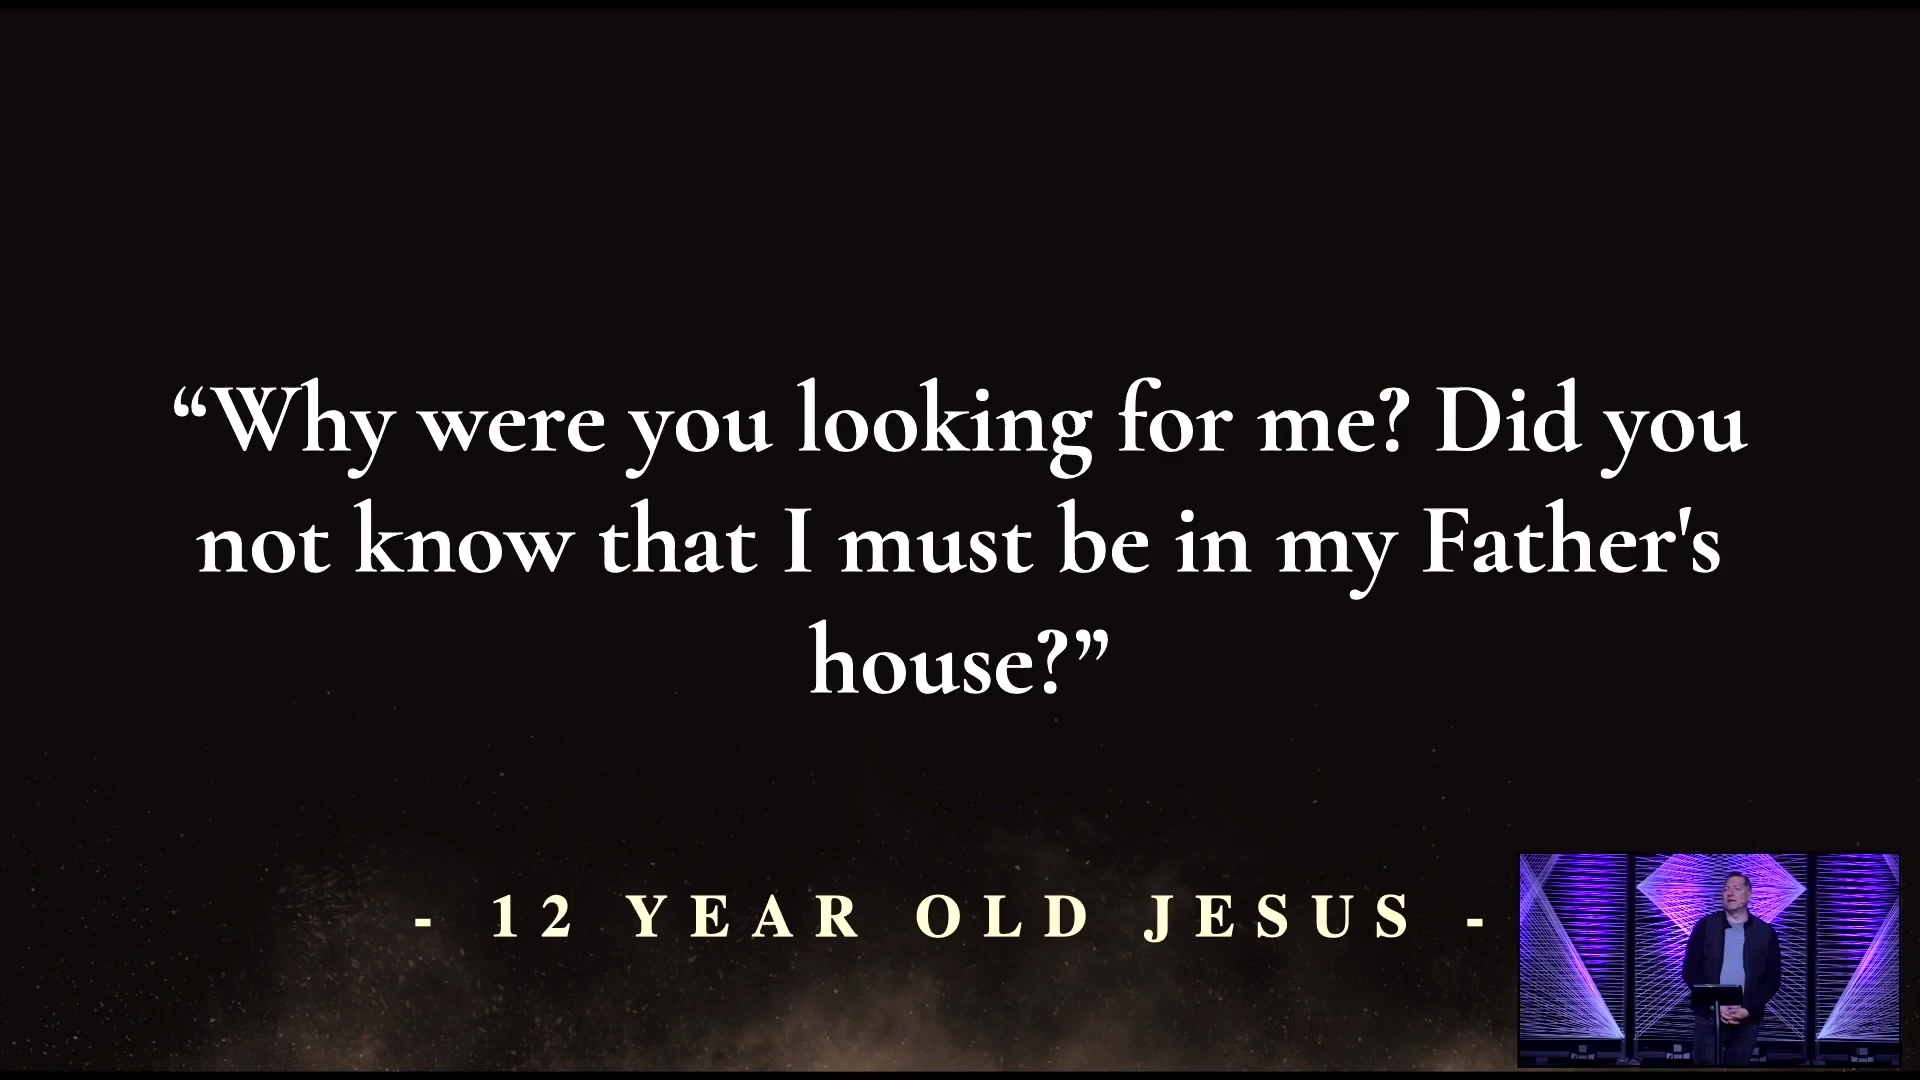 “Why were you looking for me? Did you
not know that I must be in my Father's
house?”
- 12 YEAR OLD JESUS -